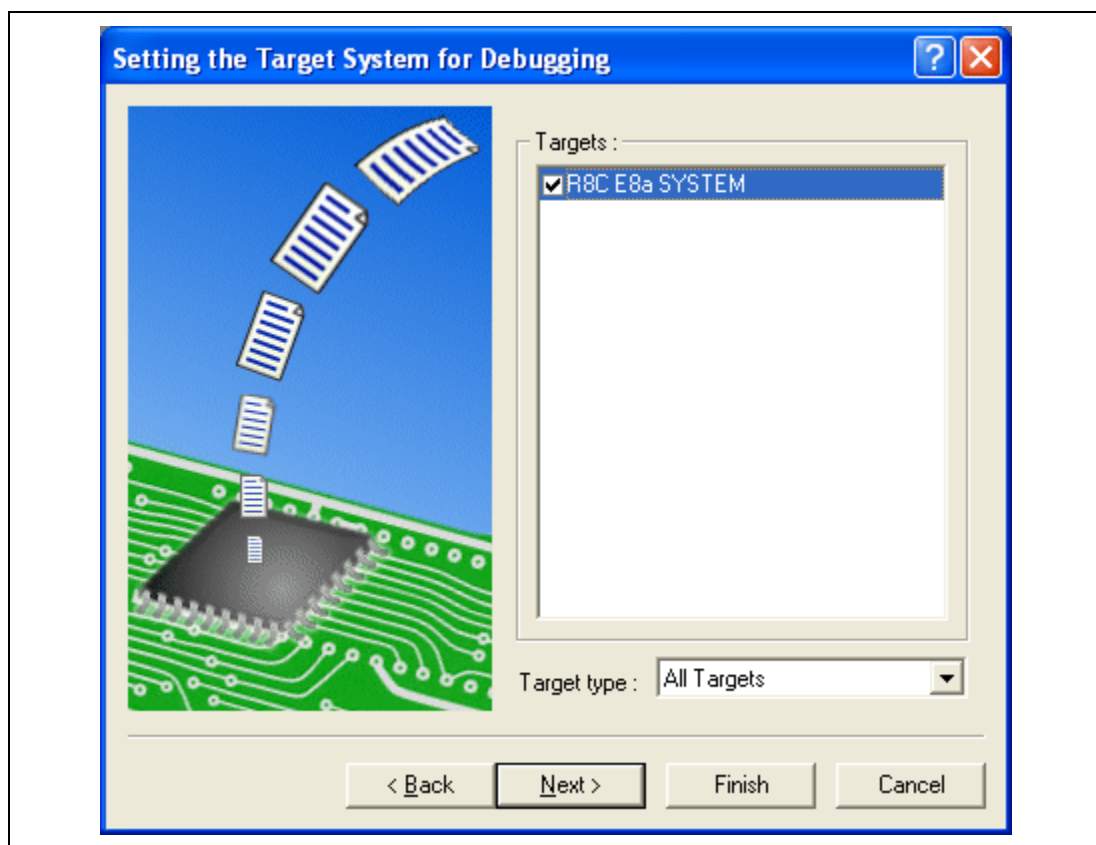 Setting the Target System for Debugging
Targets :
R8C E8a SYSTEM
Target type :
All Targets
< Back
Next >
Finish
Cancel